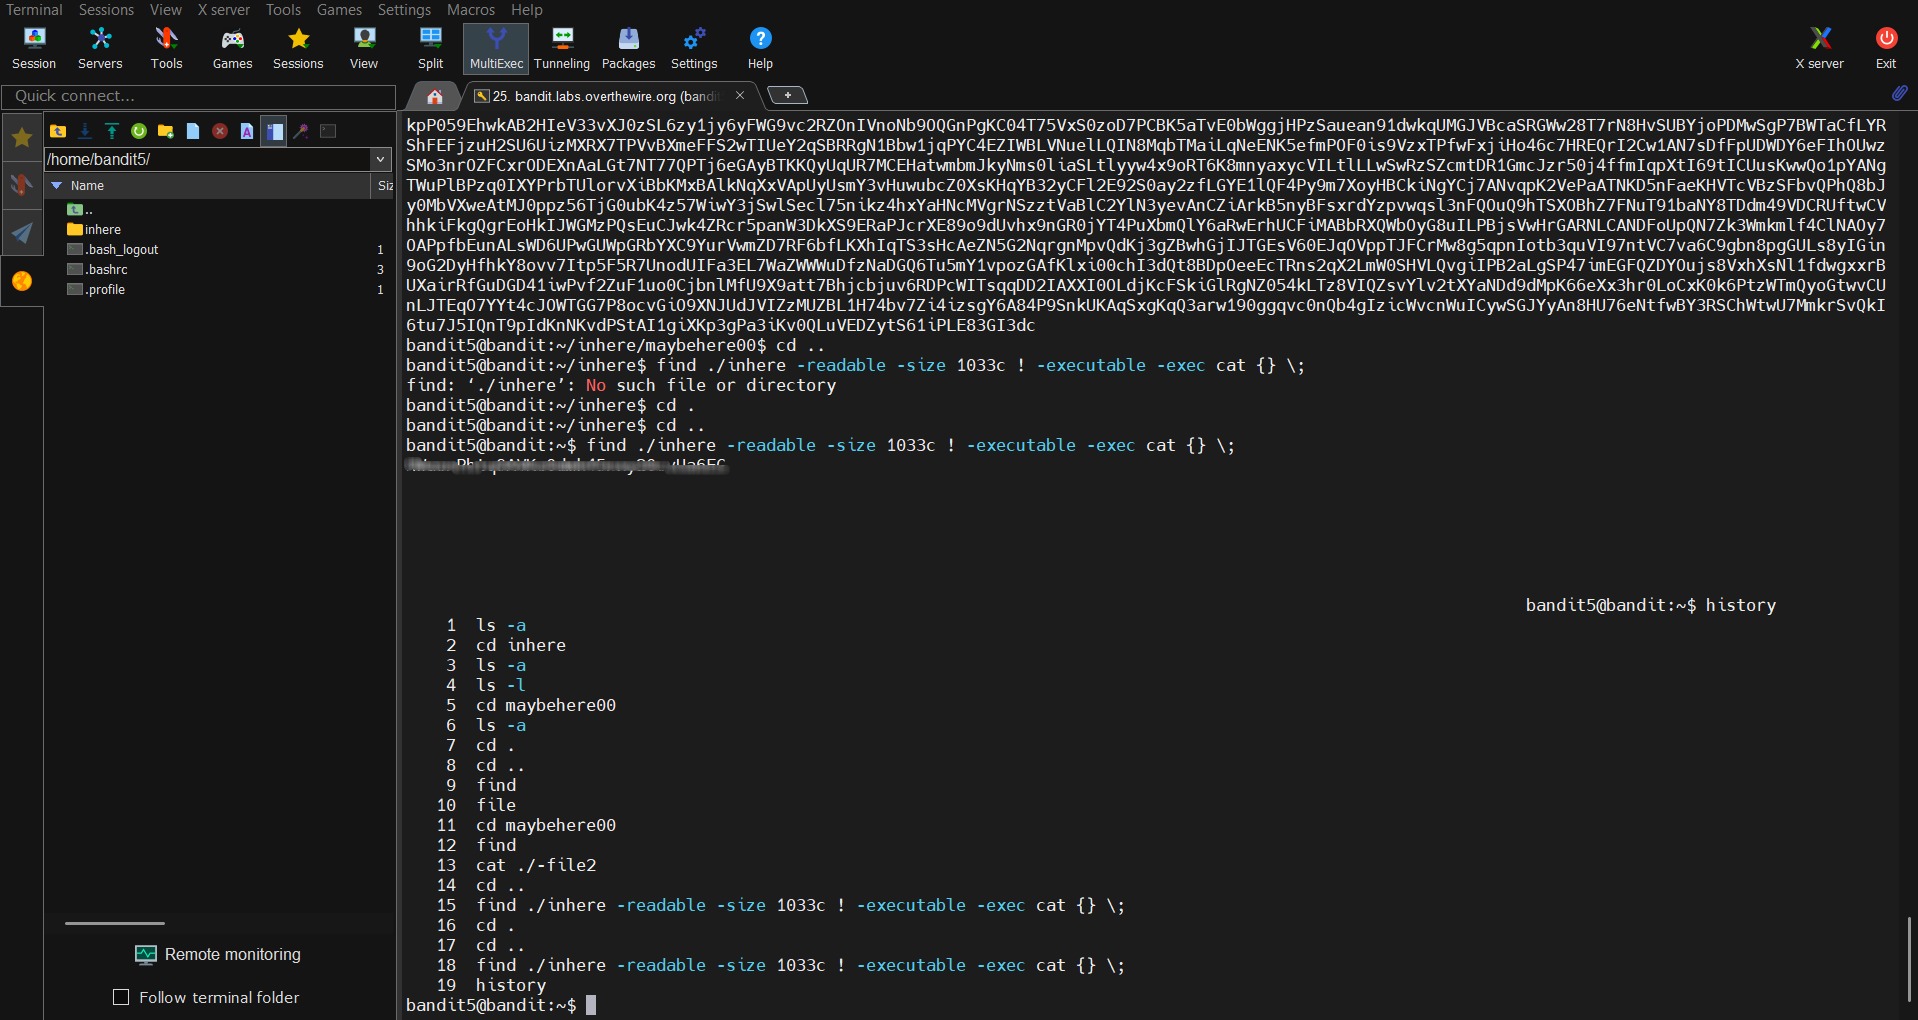 Terminal Sessions View X server Tools Games Settings Macros Help
Session Servers Tools Games Sessions View Split MultiExec Tunneling Packages Settings Help X server Exit
Quick connect...
25. bandit.labs.overthewire.org (bandi
/home/bandit5/
Name Siz
..
inhere
.bash_logout 1
.bashrc 3
.profile 1
Remote monitoring
Follow terminal folder
kpP059EhwkAB2HIeV33vXJ0zSL6zy1jy6yFWG9vc2RZOnIVnoNb9OQGnPgKC04T75VxS0zoD7PCBK5aTvE0bWggjHPzSauean91dwkqUMGJVBcaSRGWw28T7rN8HvSUBYjoPDMwSgP7BWTaCfLYR
ShFEFjzuH2SU6UizMXRX7TPVvBXmeFFS2wTIUeY2qSBRRgN1Bbw1jqPYC4EZIWBLVNuelLQIN8MqbTMaiLqNeENK5efmPOF0is9VzxTPfwFxjiHo46c7HREQrI2Cw1AN7sDfFpUDWDY6eFIhOUwz
SMo3nrOZFCxrODEXnAaLGt7NT77QPTj6eGAyBTKKQyUqUR7MCEHatwmbmJkyNms0liaSLtlyyw4x9oRT6K8mnyaxycVILtlLLwSwRzSZcmtDR1GmcJzr50j4ffmIqpXtI69tICUusKwwQo1pYANg
TWuPlBPzq0IXYPrbTUlorvXiBbKMxBAlkNqXxVApUyUsmY3vHuwubcZ0XsKHqYB32yCFl2E92S0ay2zfLGYE1lQF4Py9m7XoyHBCkiNgYCj7ANvqpK2VePaATNKD5nFaeKHVTcVBzSFbvQPhQ8bJ
y0MbVXweAtMJ0ppz56TjG0ubK4z57WiwY3jSwlSecl75nikz4hxYaHNcMVgrNSzztVaBlC2YlN3yevAnCZiArkB5nyBFsxrdYzpvwqsl3nFQOuQ9hTSXOBhZ7FNuT91baNY8TDdm49VDCRUftwCV
hhkiFkgQgrEoHkIJWGMzPQsEuCJwk4ZRcr5panW3DkXS9ERaPJcrXE89o9dUvhx9nGR0jYT4PuXbmQlY6aRwErhUCFiMABbRXQWbOyG8uILPBjsVwHrGARNLCANDFoUpQN7Zk3Wmkmlf4ClNAOy7
OAPpfbEunALsWD6UPwGUWpGRbYXC9YurVwmZD7RF6bfLKXhIqTS3sHcAeZN5G2NqrgnMpvQdKj3gZBwhGjIJTGEsV60EJqOVppTJFCrMw8g5qpnIotb3quVI97ntVC7va6C9gbn8pgGULs8yIGin
9oG2DyHfhkY8ovv7Itp5F5R7UnodUIFa3EL7WaZWWWuDfzNaDGQ6Tu5mY1vpozGAfKlxi00chI3dQt8BDpOeeEcTRns2qX2LmW0SHVLQvgiIPB2aLgSP47imEGFQZDYOujs8VxhXsNl1fdwgxxrB
UXairRfGuDGD41iwPvf2ZuF1uo0CjbnlMfU9X9att7Bhjcbjuv6RDPcWITsqqDD2IAXXI0OLdjKcFSkiGlRgNZ054kLTz8VIQZsvYlv2tXYaNDd9dMpK66eXx3hr0LoCxK0k6PtzWTmQyoGtwvCU
nLJTEqO7YYt4cJOWTGG7P8ocvGiO9XNJUdJVIZzMUZBL1H74bv7Zi4izsgY6A84P9SnkUKAqSxgKqQ3arw190ggqvc0nQb4gIzicWvcnWuICywSGJYyAn8HU76eNtfwBY3RSChWtwU7MmkrSvQkI
6tu7J5IQnT9pIdKnNKvdPStAI1giXKp3gPa3iKv0QLuVEDZytS61iPLE83GI3dc
bandit5@bandit:~/inhere/maybehere00$ cd ..
bandit5@bandit:~/inhere$ find ./inhere -readable -size 1033c ! -executable -exec cat {} \;
find: ‘./inhere’: No such file or directory
bandit5@bandit:~/inhere$ cd .
bandit5@bandit:~/inhere$ cd ..
bandit5@bandit:~$ find ./inhere -readable -size 1033c ! -executable -exec cat {} \;
bandit5@bandit:~$ history
1 ls -a
2 cd inhere
3 ls -a
4 ls -l
5 cd maybehere00
6 ls -a
7 cd .
8 cd ..
9 find
10 file
11 cd maybehere00
12 find
13 cat ./-file2
14 cd ..
15 find ./inhere -readable -size 1033c ! -executable -exec cat {} \;
16 cd .
17 cd ..
18 find ./inhere -readable -size 1033c ! -executable -exec cat {} \;
19 history
bandit5@bandit:~$